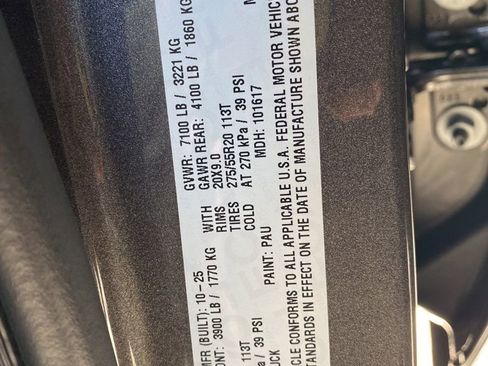 MFR (BUILT): 10-25 GVWR: 7100 LB / 3221 KG
ONT: 3900 LB / 1770 KG WITH GAWR REAR: 4100 LB / 1860 KG
RIMS 20X9.0
113T TIRES 275/55R20 113T
a / 39 PSI COLD AT 270 kPa / 39 PSI
MDH: 101617
UCK PAINT: PAU
CLE CONFORMS TO ALL APPLICABLE U.S.A. FEDERAL MOTOR VEHIC
STANDARDS IN EFFECT ON THE DATE OF MANUFACTURE SHOWN ABO